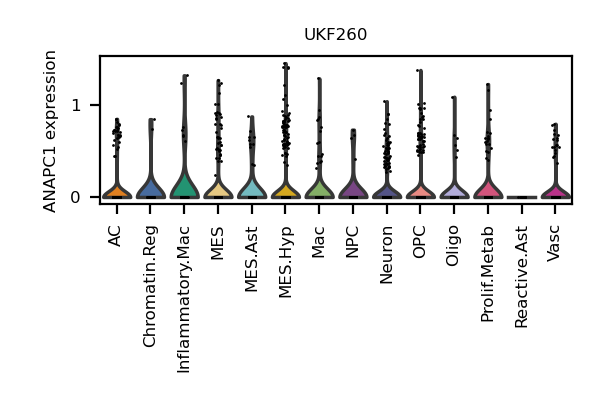 UKF260
ANAPC1 expression
1
0
AC
Chromatin.Reg
Inflammatory.Mac
MES
MES.Ast
MES.Hyp
Mac
NPC
Neuron
OPC
Oligo
Prolif.Metab
Reactive.Ast
Vasc